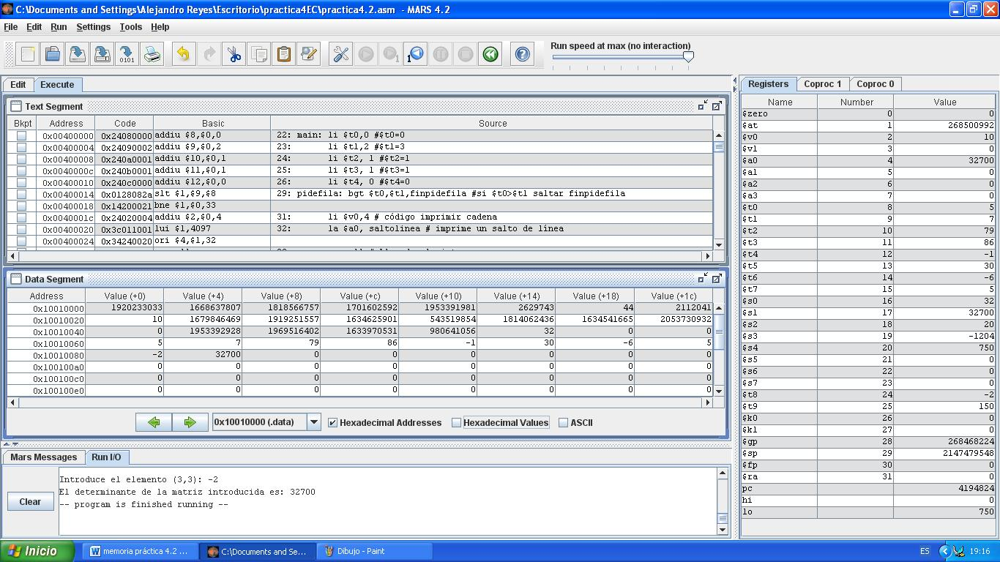 C:\Documents and Settings\Alejandro Reyes\Escritorio\practica4EC\practica4.2.asm - MARS 4.2
File Edit Run Settings Tools Help
Run speed at max (no interaction)
Edit Execute
Text Segment
Bkpt Address Code Basic Source
0x00400000 0x24080000 addiu $8,$0,0 22: main: li $t0,0 #$t0=0
0x00400004 0x24090002 addiu $9,$0,2 23: li $t1,2 #$t1=3
0x00400008 0x240a0001 addiu $10,$0,1 24: li $t2, 1 #$t2=1
0x0040000c 0x240b0001 addiu $11,$0,1 25: li $t3, 1 #$t3=1
0x00400010 0x240c0000 addiu $12,$0,0 26: li $t4, 0 #$t4=0
0x00400014 0x0128082a slt $1,$9,$8 29: pidefila: bgt $t0,$t1,finpidefila #si $t0>$t1 saltar finpidefila
0x00400018 0x14200021 bne $1,$0,33
0x0040001c 0x24020004 addiu $2,$0,4 31: li $v0,4 # código imprimir cadena
0x00400020 0x3c011001 lui $1,4097 32: la $a0, saltolinea # imprime un salto de línea
0x00400024 0x34240020 ori $4,$1,32
Data Segment
Address Value (+0) Value (+4) Value (+8) Value (+c) Value (+10) Value (+14) Value (+18) Value (+1c)
0x10010000 1920233033 1668637807 1818566757 1701602592 1953391981 2629743 44 2112041
0x10010020 10 1679846469 1919251557 1634625901 543519854 1814062436 1634541665 2053730932
0x10010040 0 1953392928 1969516402 1633970531 980641056 32 0 0
0x10010060 5 7 79 86 -1 30 -6 5
0x10010080 -2 32700 0 0 0 0 0 0
0x100100a0 0 0 0 0 0 0 0 0
0x100100c0 0 0 0 0 0 0 0 0
0x100100e0 0 0 0 0 0 0 0 0
0x10010000 (.data) Hexadecimal Addresses Hexadecimal Values ASCII
Mars Messages Run I/O
Introduce el elemento (3,3): -2
El determinante de la matriz introducida es: 32700
-- program is finished running --
Clear
Registers Coproc 1 Coproc 0
Name Number Value
$zero 0 0
$at 1 268500992
$v0 2 10
$v1 3 0
$a0 4 32700
$a1 5 0
$a2 6 0
$a3 7 0
$t0 8 5
$t1 9 7
$t2 10 79
$t3 11 86
$t4 12 -1
$t5 13 30
$t6 14 -6
$t7 15 5
$s0 16 32
$s1 17 32700
$s2 18 20
$s3 19 -1204
$s4 20 750
$s5 21 0
$s6 22 0
$s7 23 0
$t8 24 -2
$t9 25 150
$k0 26 0
$k1 27 0
$gp 28 268468224
$sp 29 2147479548
$fp 30 0
$ra 31 0
pc 4194824
hi 0
lo 750
Inicio memoria práctica 4.2 ... C:\Documents and Se... Dibujo - Paint ES 19:16